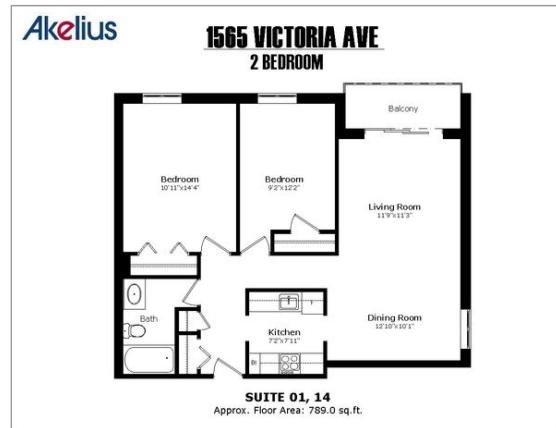 Akelius
1565 VICTORIA AVE
2 BEDROOM
Balcony
Bedroom
10'11"x14'4"
Bedroom
9'2"x12'2"
Living Room
11'9"x11'3"
Bath
Kitchen
7'2"x7'11"
Dining Room
12'10"x10'1"
SUITE 01, 14
Approx. Floor Area: 789.0 sq.ft.